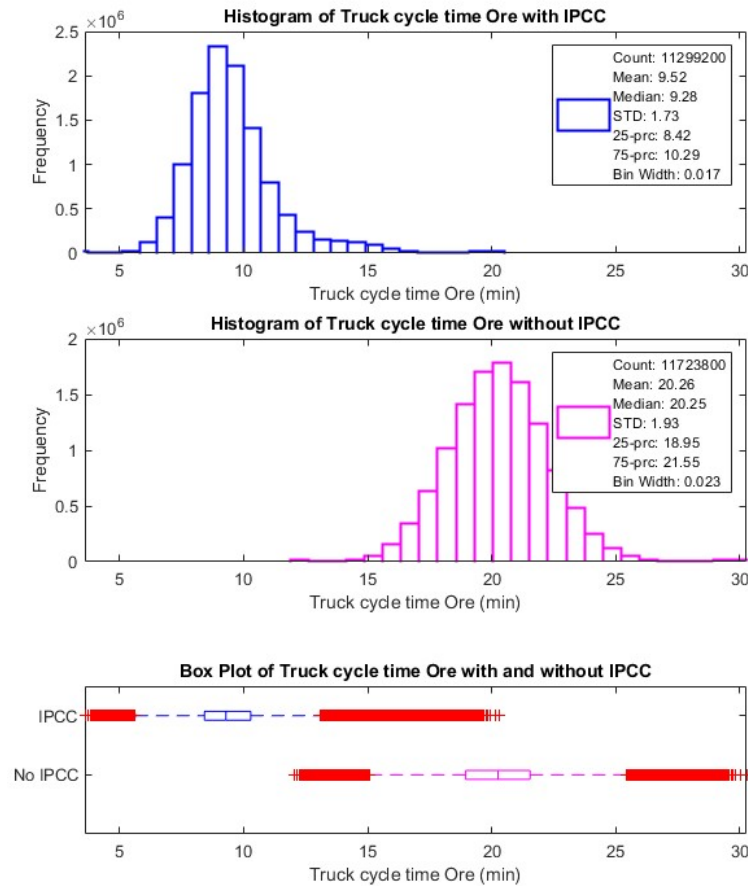 Histogram of Truck cycle time Ore with IPCC
×10⁶
2.5
2
1.5
1
0.5
0
Frequency
Count: 11299200
Mean: 9.52
Median: 9.28
STD: 1.73
25-prc: 8.42
75-prc: 10.29
Bin Width: 0.017
5 10 15 20 25 30
Truck cycle time Ore (min)
Histogram of Truck cycle time Ore without IPCC
×10⁶
2
1.5
1
0.5
0
Frequency
Count: 11723800
Mean: 20.26
Median: 20.25
STD: 1.93
25-prc: 18.95
75-prc: 21.55
Bin Width: 0.023
5 10 15 20 25 30
Truck cycle time Ore (min)
Box Plot of Truck cycle time Ore with and without IPCC
IPCC
No IPCC
5 10 15 20 25 30
Truck cycle time Ore (min)